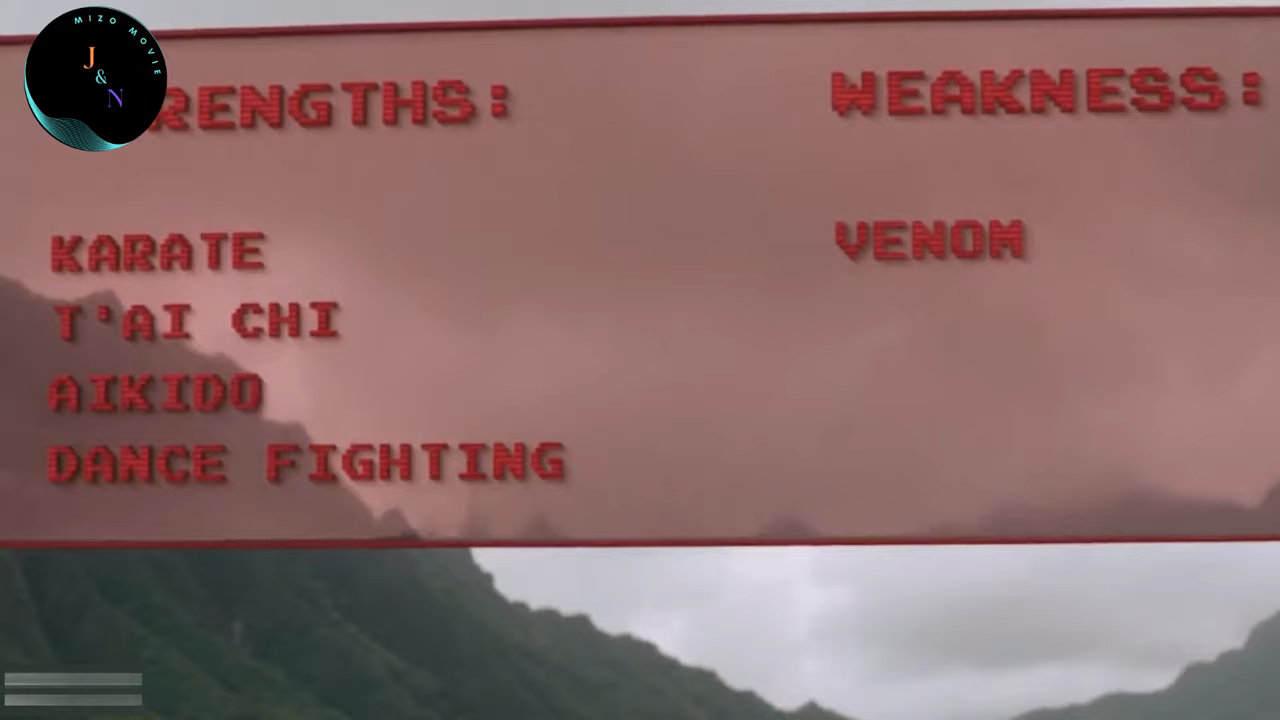 MIZO MOVIE
J
&
N
RENGTHS:
WEAKNESS:
KARATE
VENOM
T'AI CHI
AIKIDO
DANCE FIGHTING